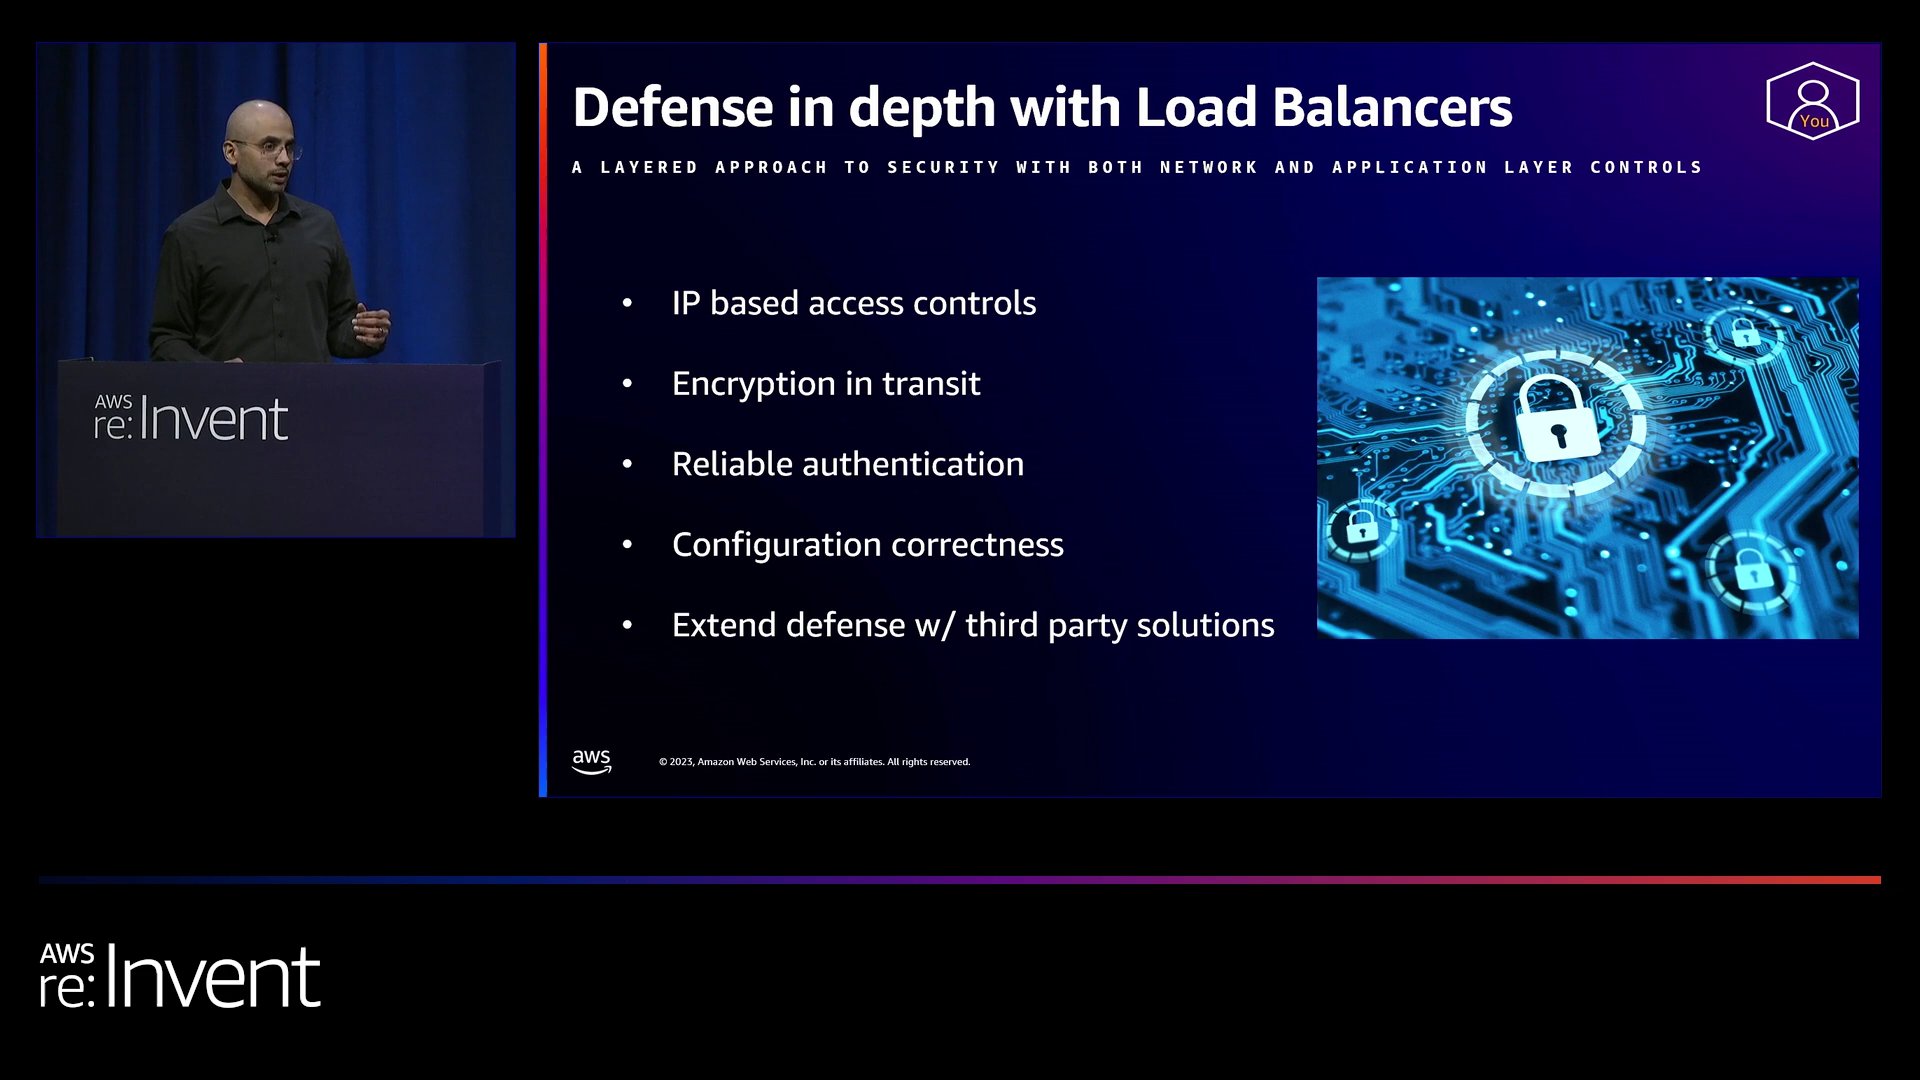 AWS
re:Invent
Defense in depth with Load Balancers
You
A LAYERED APPROACH TO SECURITY WITH BOTH NETWORK AND APPLICATION LAYER CONTROLS
• IP based access controls
• Encryption in transit
• Reliable authentication
• Configuration correctness
• Extend defense w/ third party solutions
aws
© 2023, Amazon Web Services, Inc. or its affiliates. All rights reserved.
AWS
re:Invent